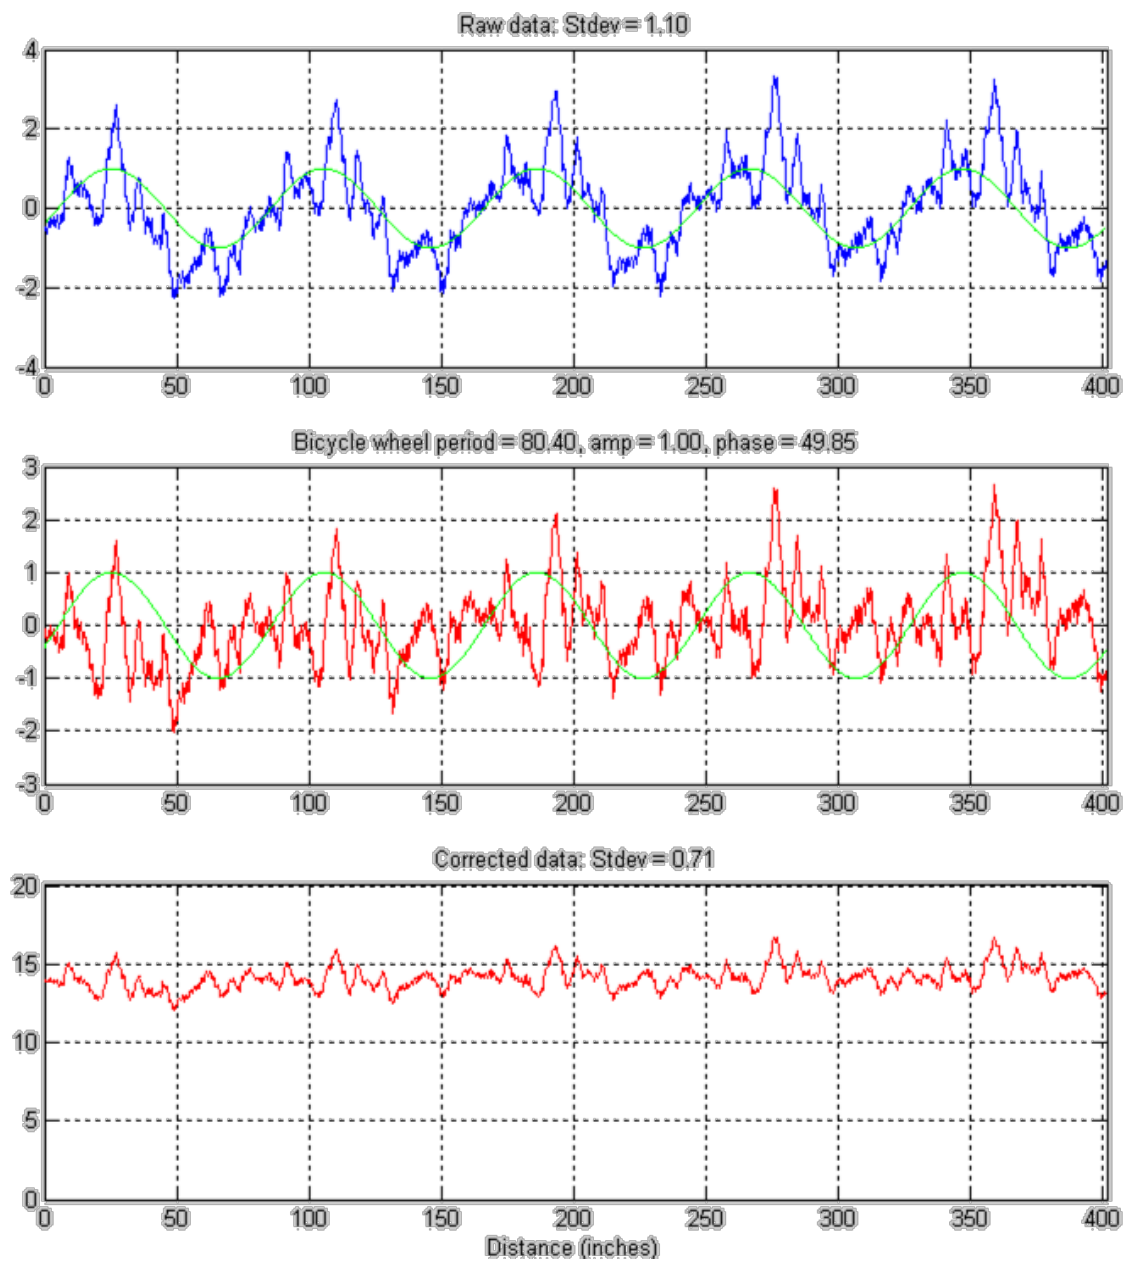 Raw data: Stdev = 1.10
4
2
0
-2
-4
0 50 100 150 200 250 300 350 400
Bicycle wheel period = 80.40, amp = 1.00, phase = 49.85
3
2
1
0
-1
-2
-3
0 50 100 150 200 250 300 350 400
Corrected data: Stdev = 0.71
20
15
10
5
0
0 50 100 150 200 250 300 350 400
Distance (inches)